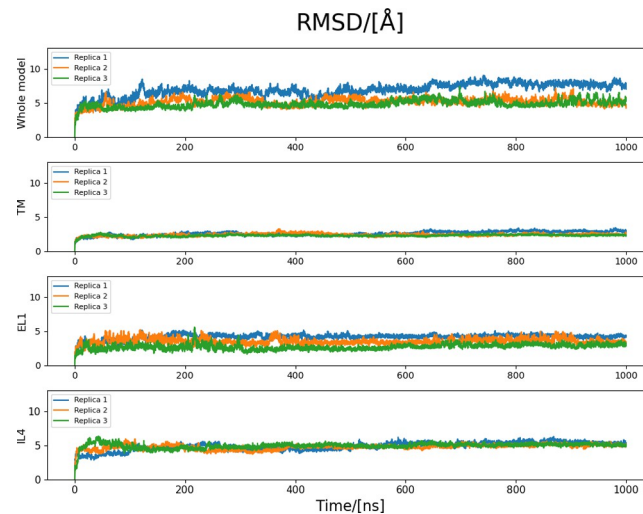 RMSD/[Å]
Whole model
Replica 1
Replica 2
Replica 3
10
5
0
0 200 400 600 800 1000
TM
Replica 1
Replica 2
Replica 3
10
5
0
0 200 400 600 800 1000
EL1
Replica 1
Replica 2
Replica 3
10
5
0
0 200 400 600 800 1000
IL4
Replica 1
Replica 2
Replica 3
10
5
0
0 200 400 600 800 1000
Time/[ns]